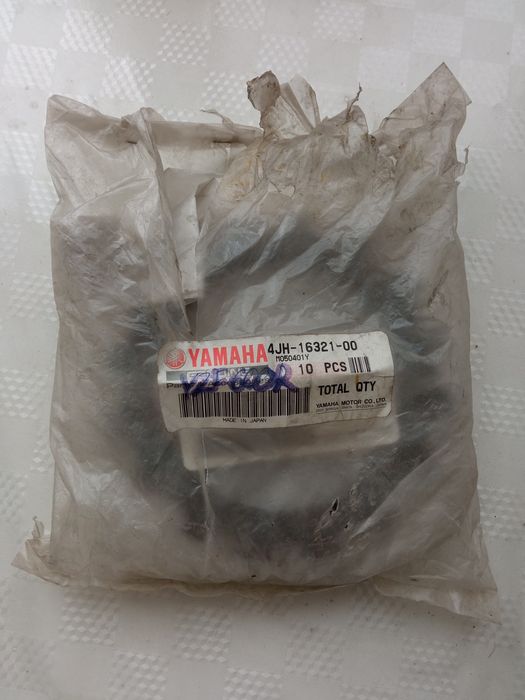 YAMAHA 4JH-16321-00
M050401Y
YZF600R 10 PCS
TOTAL QTY
YAMAHA MOTOR CO.,LTD.
MADE IN JAPAN